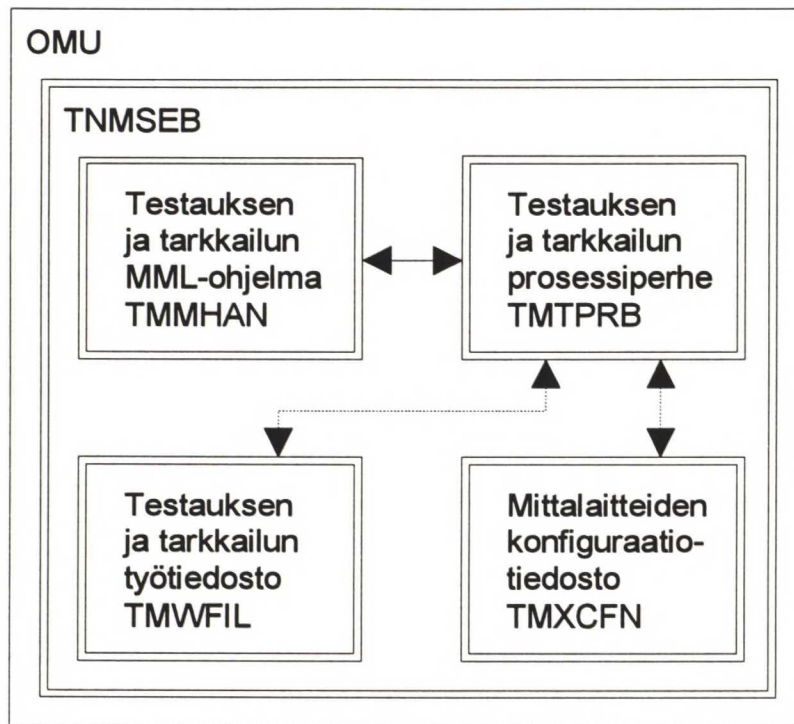 OMU
TNMSEB
Testauksen
ja tarkkailun
MML-ohjelma
TMMHAN
Testauksen
ja tarkkailun
prosessiperhe
TMTPRB
Testauksen
ja tarkkailun
työtiedosto
TMWFIL
Mittalaitteiden
konfiguraatio-
tiedosto
TMXCFN